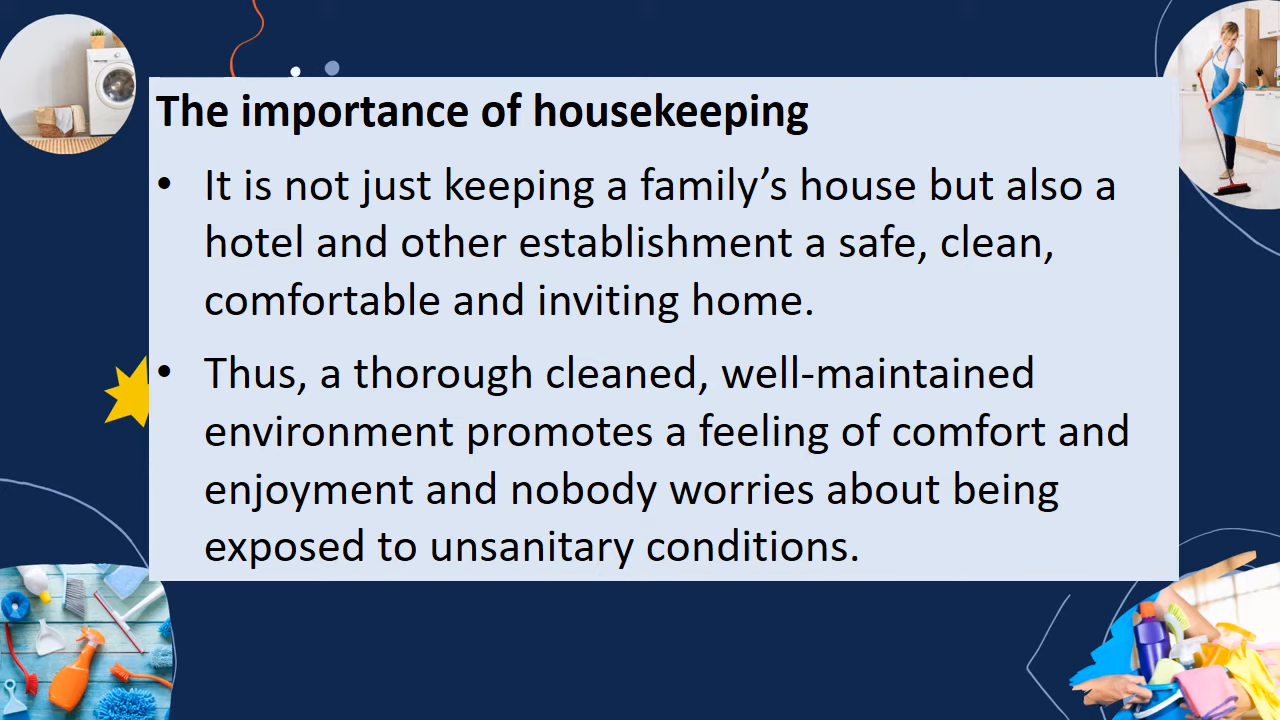 The importance of housekeeping
• It is not just keeping a family’s house but also a
hotel and other establishment a safe, clean,
comfortable and inviting home.
• Thus, a thorough cleaned, well-maintained
environment promotes a feeling of comfort and
enjoyment and nobody worries about being
exposed to unsanitary conditions.